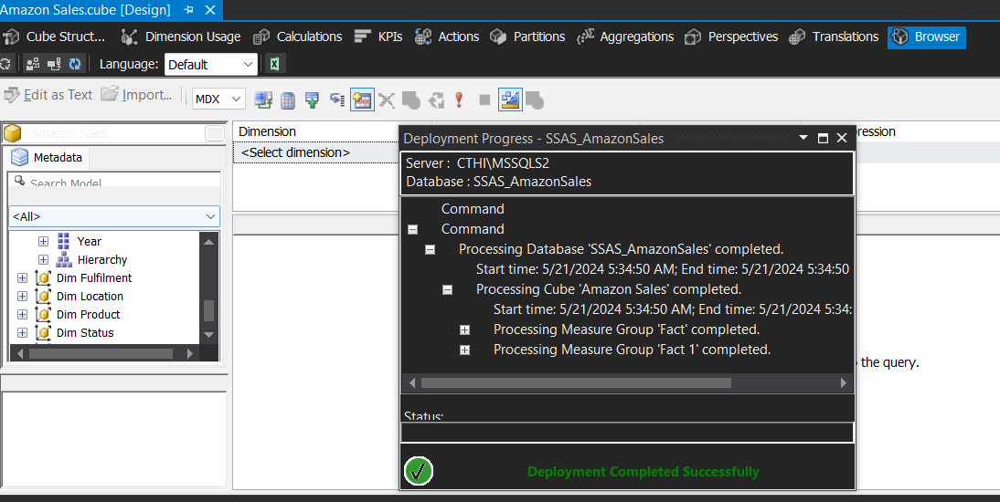 Amazon Sales.cube [Design]
Cube Struct... Dimension Usage Calculations KPIs Actions Partitions Aggregations Perspectives Translations Browser
Language: Default
Edit as Text Import... MDX
Amazon Sales
Metadata
Search Model
<All>
Year
Hierarchy
Dim Fulfilment
Dim Location
Dim Product
Dim Status
Dimension
<Select dimension>
pression
the query.
Deployment Progress - SSAS_AmazonSales
Server : CTHI\MSSQLS2
Database : SSAS_AmazonSales
Command
Command
Processing Database 'SSAS_AmazonSales' completed.
Start time: 5/21/2024 5:34:50 AM; End time: 5/21/2024 5:34:50
Processing Cube 'Amazon Sales' completed.
Start time: 5/21/2024 5:34:50 AM; End time: 5/21/2024 5:34:
Processing Measure Group 'Fact' completed.
Processing Measure Group 'Fact 1' completed.
Status:
Deployment Completed Successfully